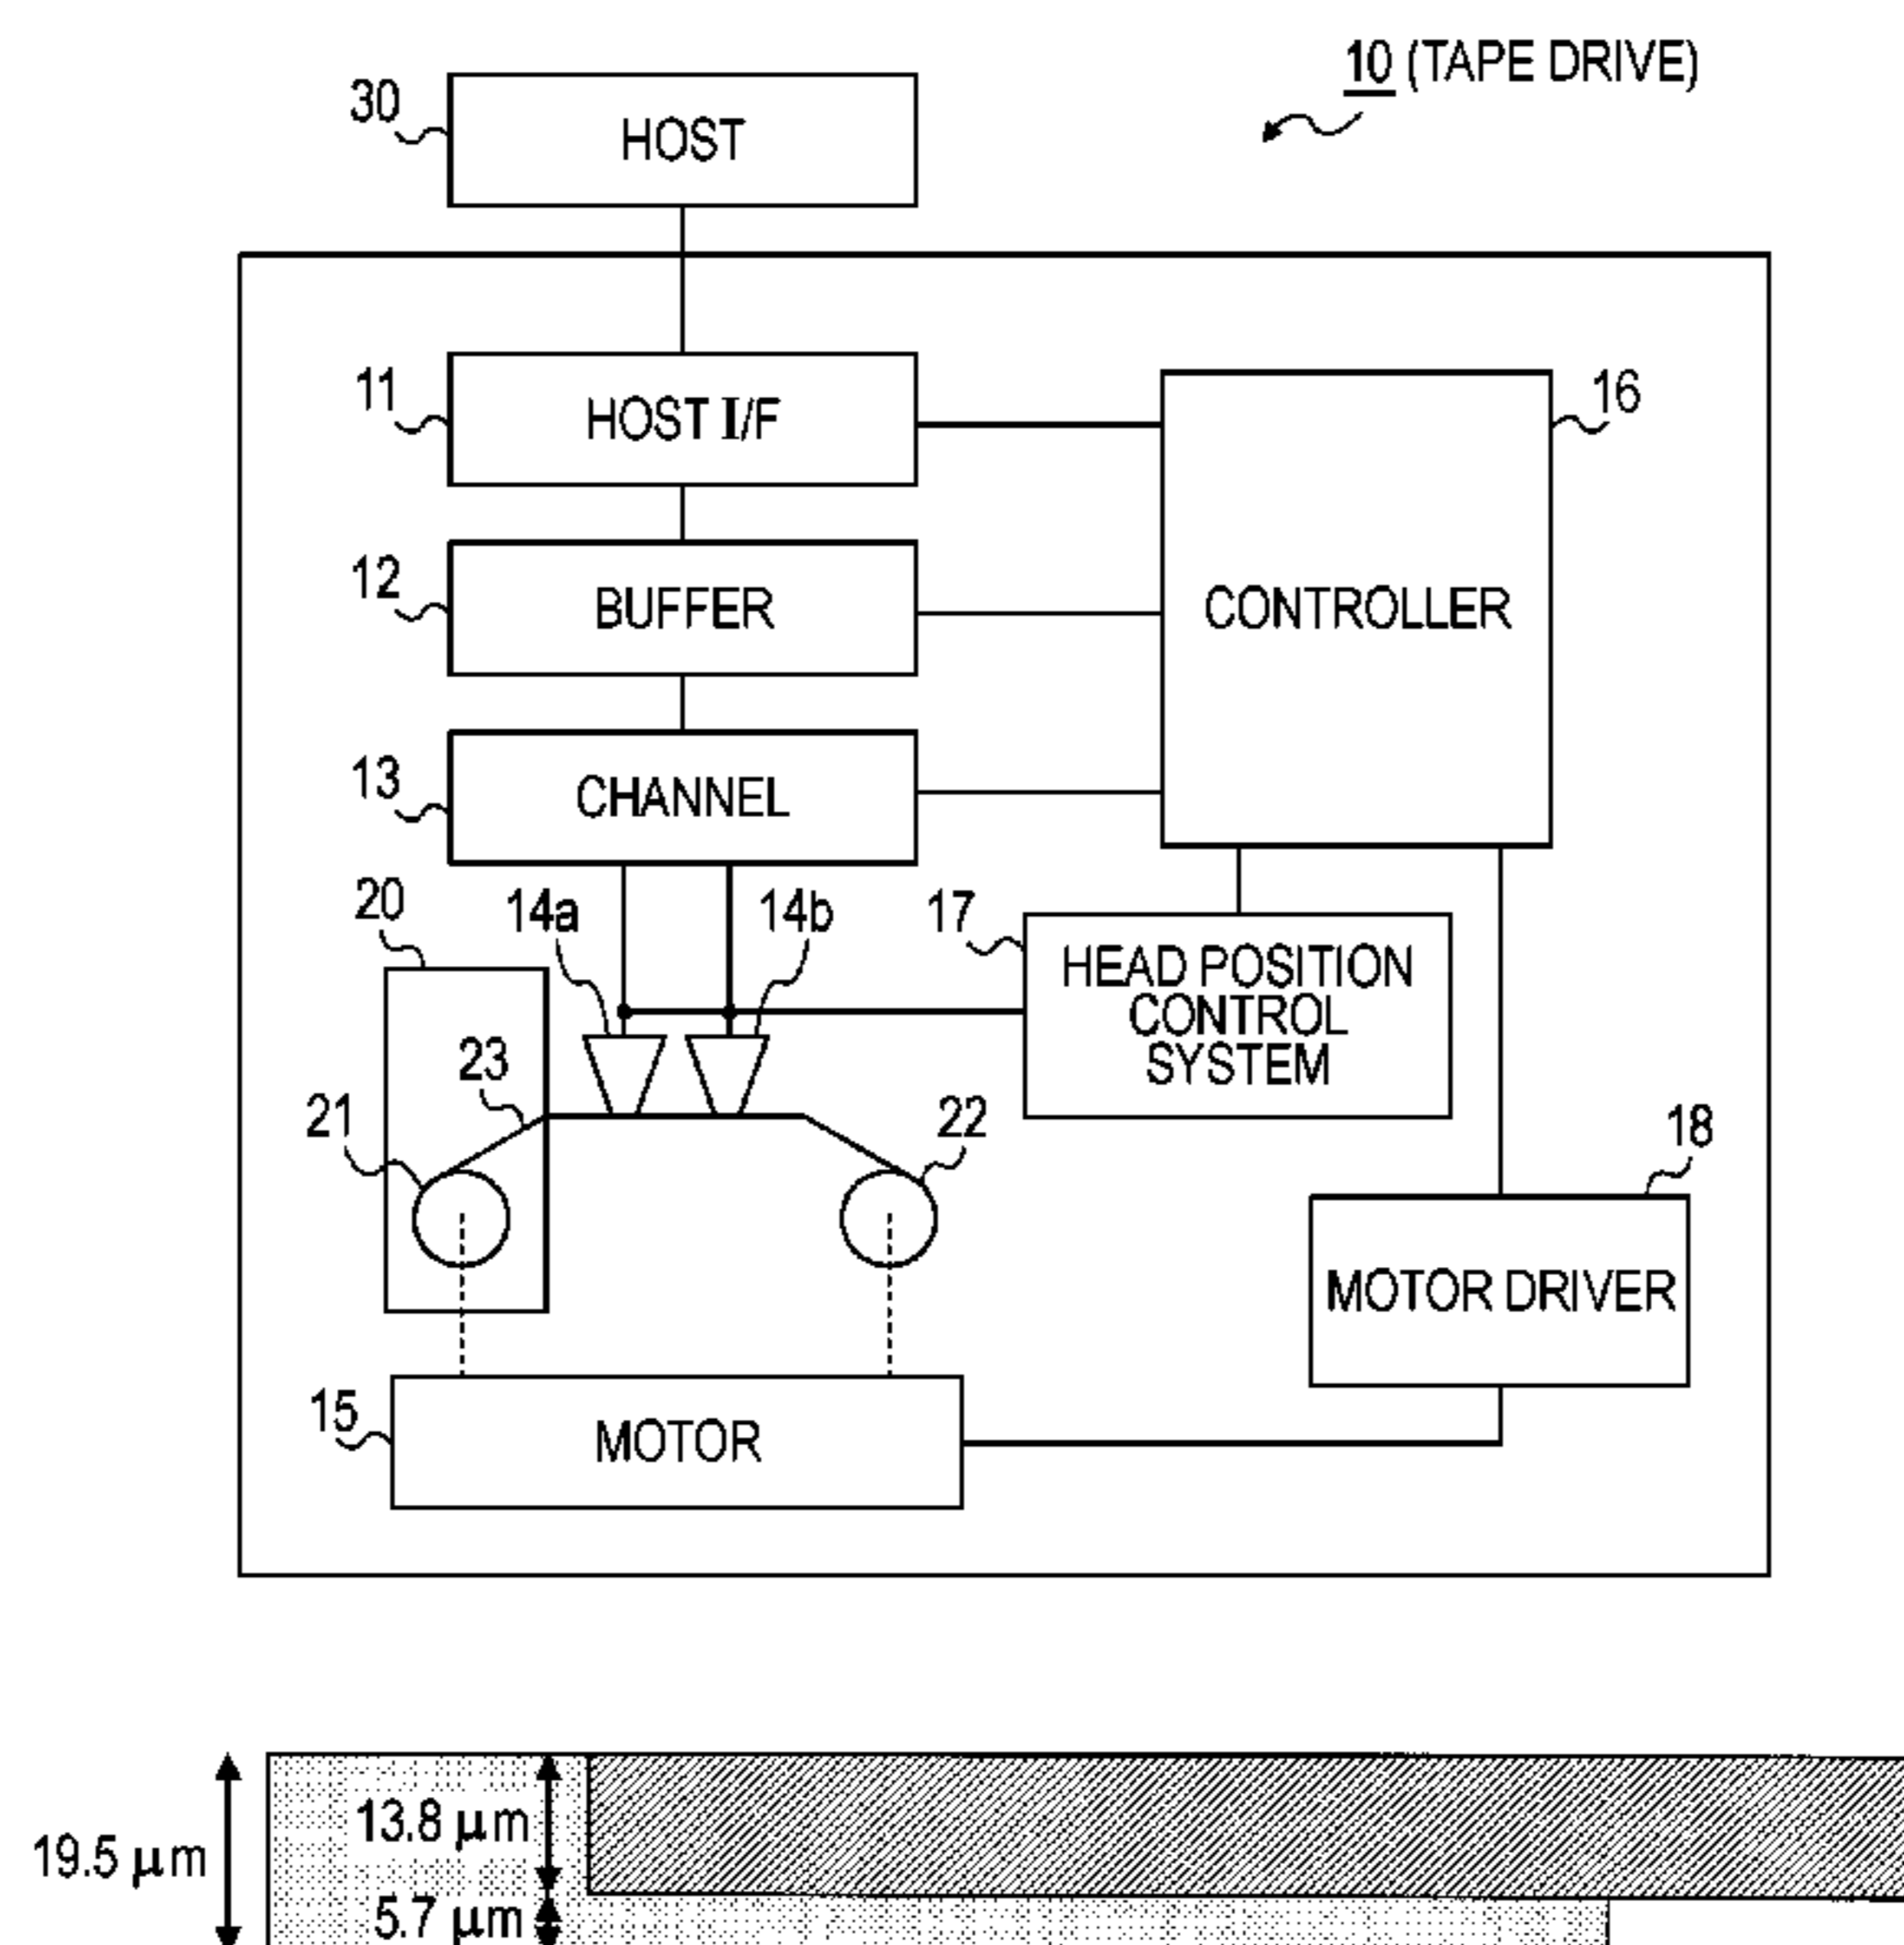 10 (TAPE DRIVE)
30
HOST
11
HOST I/F
16
12
BUFFER
CONTROLLER
13
CHANNEL
20
14a
14b
17
HEAD POSITION
CONTROL
SYSTEM
23
21
22
18
MOTOR DRIVER
15
MOTOR
13.8 μm
19.5 μm
5.7 μm